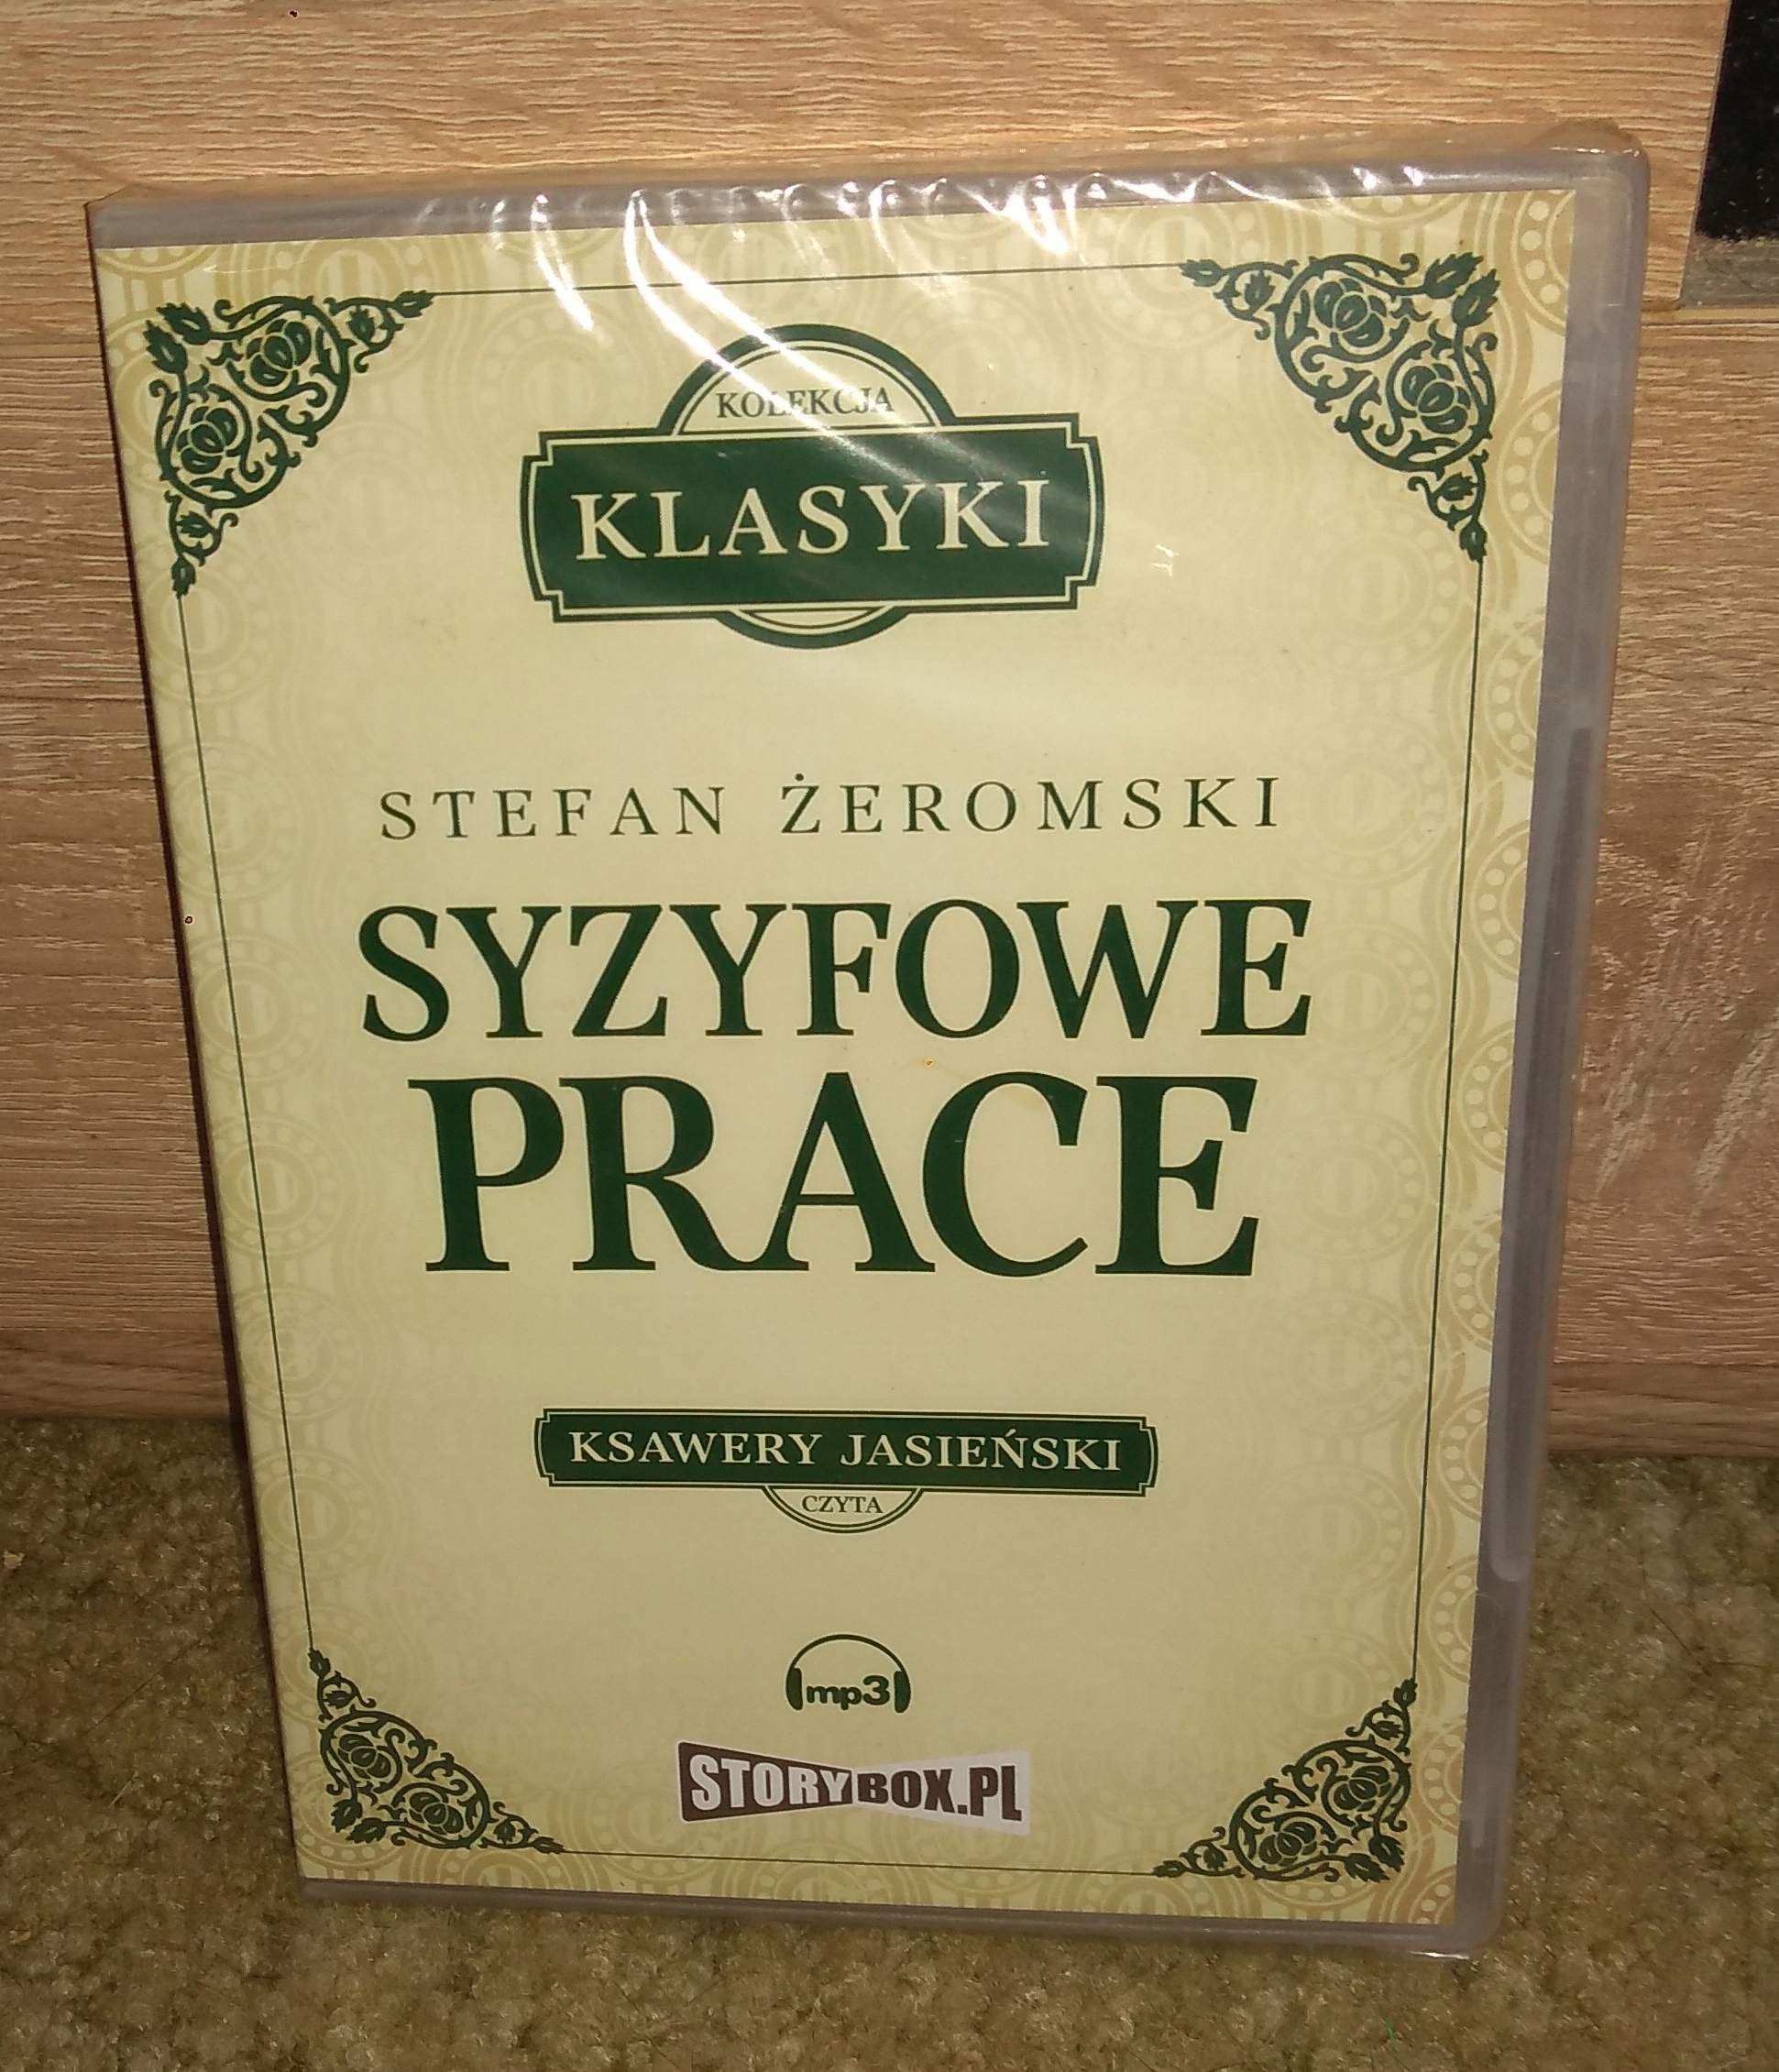 KOLEKCJA
KLASYKI
STEFAN ŻEROMSKI
SYZYFOWE
PRACE
KSAWERY JASIEŃSKI
CZYTA
mp3
STORYBOX.PL